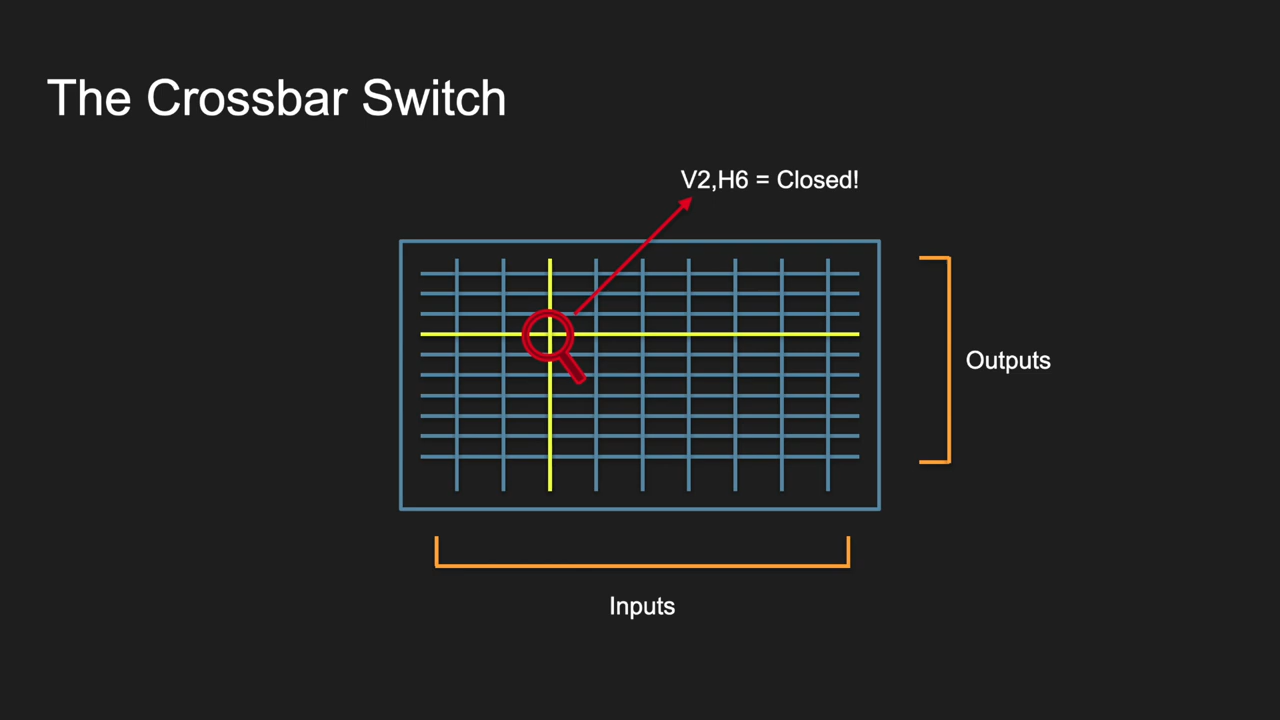 The Crossbar Switch
V2,H6 = Closed!
Outputs
Inputs